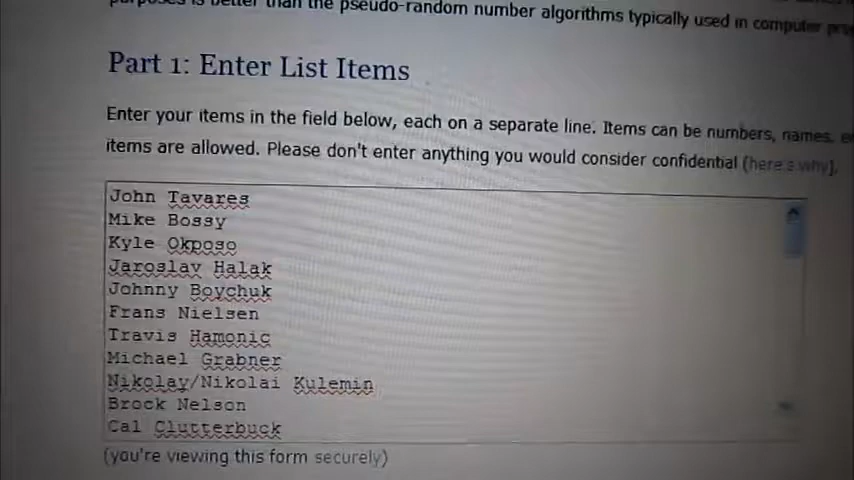 purposes is better than the pseudo-random number algorithms typically used in computer
Part 1: Enter List Items
Enter your items in the field below, each on a separate line. Items can be numbers, names,
items are allowed. Please don't enter anything you would consider confidential (here's why).
John Tavares
Mike Bossy
Kyle Okposo
Jaroslav Halak
Johnny Boychuk
Frans Nielsen
Travis Hamonic
Michael Grabner
Nikolay/Nikolai Kulemin
Brock Nelson
Cal Clutterbuck
(you're viewing this form securely)